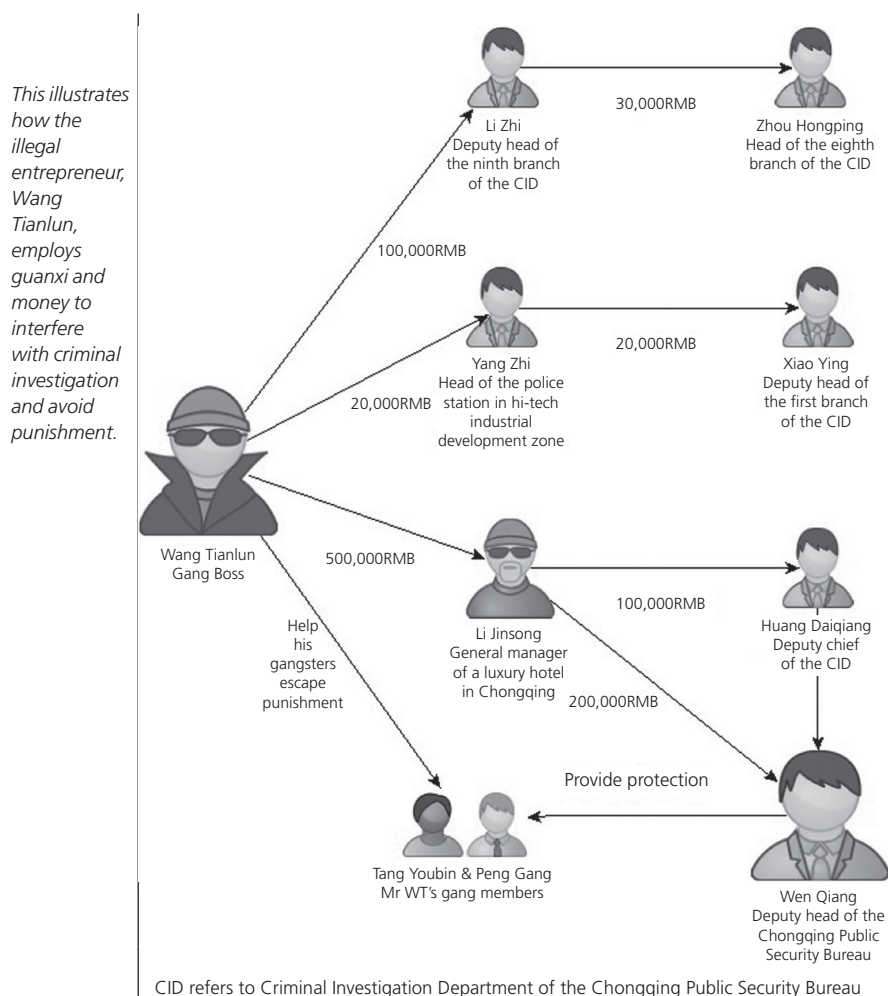 This illustrates
how the
illegal
entrepreneur,
Wang
Tianlun,
employs
guanxi and
money to
interfere
with criminal
investigation
and avoid
punishment.
Li Zhi
Deputy head of
the ninth branch
of the CID
30,000RMB
Zhou Hongping
Head of the eighth
branch of the CID
100,000RMB
Yang Zhi
Head of the police
station in hi-tech
industrial
development zone
20,000RMB
Xiao Ying
Deputy head of
the first branch
of the CID
20,000RMB
Wang Tianlun
Gang Boss
500,000RMB
Li Jinsong
General manager
of a luxury hotel
in Chongqing
100,000RMB
Huang Daiqiang
Deputy chief
of the CID
Help
his
gangsters
escape
punishment
200,000RMB
Provide protection
Tang Youbin & Peng Gang
Mr WT's gang members
Wen Qiang
Deputy head of the
Chongqing Public
Security Bureau
CID refers to Criminal Investigation Department of the Chongqing Public Security Bureau